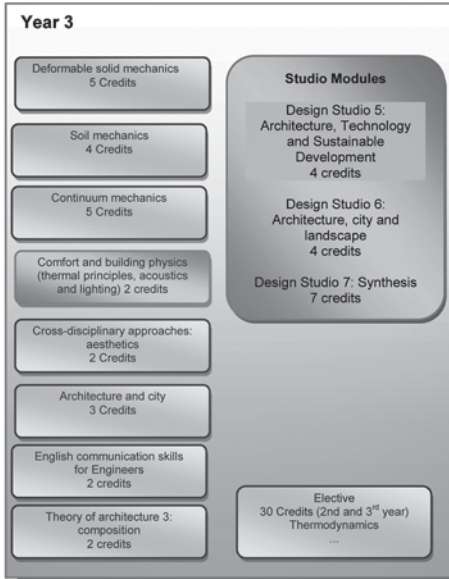 Year 3
Deformable solid mechanics
5 Credits
Soil mechanics
4 Credits
Continuum mechanics
5 Credits
Comfort and building physics
(thermal principles, acoustics
and lighting) 2 credits
Cross-disciplinary approaches:
aesthetics
2 Credits
Architecture and city
3 Credits
English communication skills
for Engineers
2 credits
Theory of architecture 3:
composition
2 credits
Studio Modules
Design Studio 5:
Architecture, Technology
and Sustainable
Development
4 credits
Design Studio 6:
Architecture, city and
landscape
4 credits
Design Studio 7: Synthesis
7 credits
Elective
30 Credits (2nd and 3rd year)
Thermodynamics
...